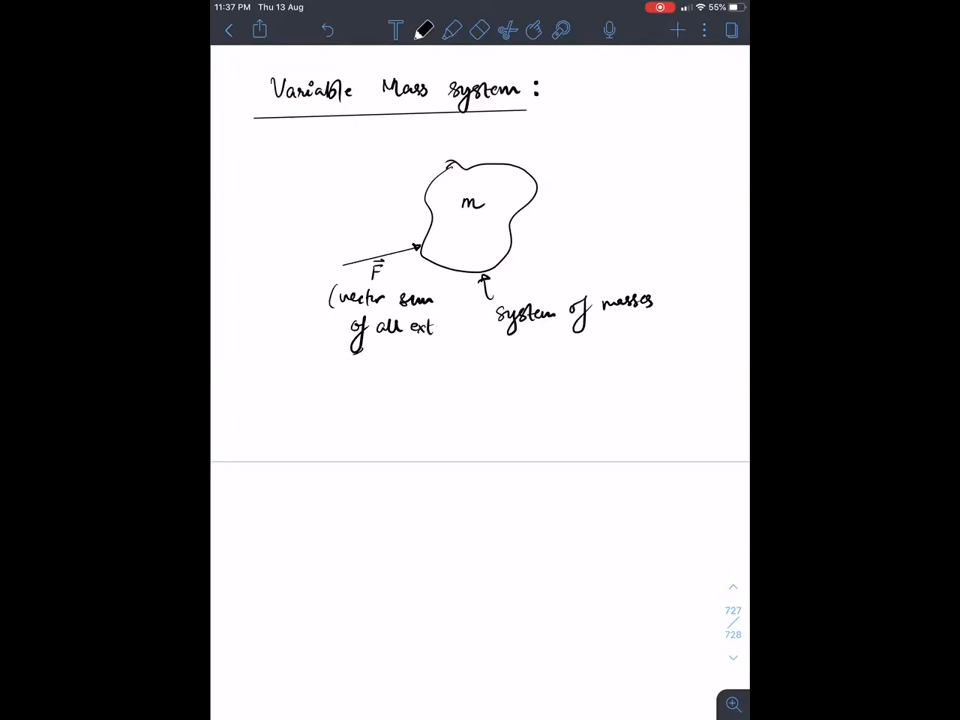 11:37 PM Thu 13 Aug
55%
T
Variable Mass system :
m
F
(vector sum
of all ext
system of masses
727
/
728